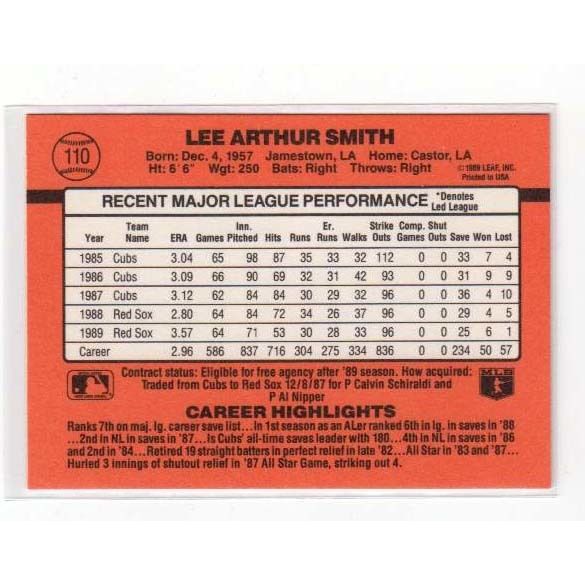 110
LEE ARTHUR SMITH
Born: Dec. 4, 1957 Jamestown, LA Home: Castor, LA
Ht: 6'6" Wgt: 250 Bats: Right Throws: Right
© 1989 LEAF, INC.
Printed in USA
RECENT MAJOR LEAGUE PERFORMANCE *Denotes Led League
Year Team Name ERA Games Inn. Pitched Hits Runs Er. Runs Walks Strike Outs Comp. Games Shut Outs Save Won Lost
1985 Cubs 3.04 65 98 87 35 33 32 112 0 0 33 7 4
1986 Cubs 3.09 66 90 69 32 31 42 93 0 0 31 9 9
1987 Cubs 3.12 62 84 84 30 29 32 96 0 0 36 4 10
1988 Red Sox 2.80 64 84 72 34 26 37 96 0 0 29 4 5
1989 Red Sox 3.57 64 71 53 30 28 33 96 0 0 25 6 1
Career 2.96 586 837 716 304 275 334 836 0 0 234 50 57
Contract status: Eligible for free agency after '89 season. How acquired:
Traded from Cubs to Red Sox 12/8/87 for P Calvin Schiraldi and
P Al Nipper
MLB
CAREER HIGHLIGHTS
Ranks 7th on maj. lg. career save list...In 1st season as an ALer ranked 6th in lg. in saves in '88
...2nd in NL in saves in '87...Is Cubs' all-time saves leader with 180...4th in NL in saves in '86
and 2nd in '84...Retired 19 straight batters in perfect relief in late '82...All Star in '83 and '87...
Hurled 3 innings of shutout relief in '87 All Star Game, striking out 4.